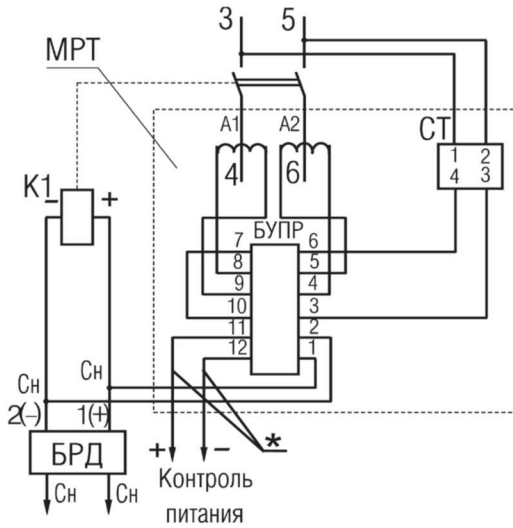 3 5
МРТ
А1 А2
СТ
1 2
4 3
4 6
К1
- +
БУПР
7 6
8 5
9 4
10 3
11 2
12 1
Сн Сн
2(-) 1(+)
БРД
+ - *
Сн Сн
Контроль
питания